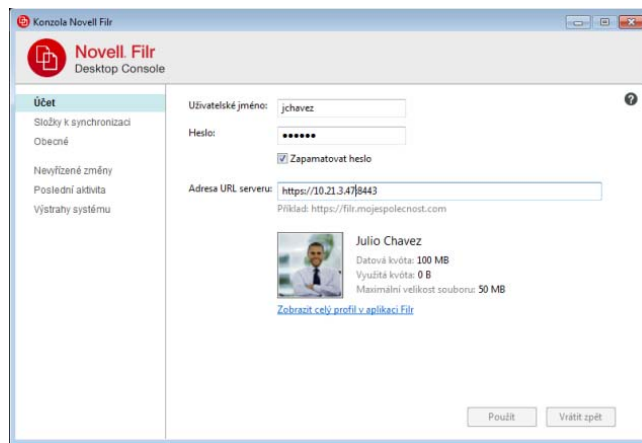 Konzola Novell Filr
Novell. Filr
Desktop Console
Účet
Složky k synchronizaci
Obecné
Nevyřízené změny
Poslední aktivita
Výstrahy systému
Uživatelské jméno: jchavez
Heslo: ••••••
Zapamatovat heslo
Adresa URL serveru: https://10.21.3.47:8443
Příklad: https://filr.mojespolecnost.com
Julio Chavez
Datová kvóta: 100 MB
Využitá kvóta: 0 B
Maximální velikost souboru: 50 MB
Zobrazit celý profil v aplikaci Filr
Použít Vrátit zpět